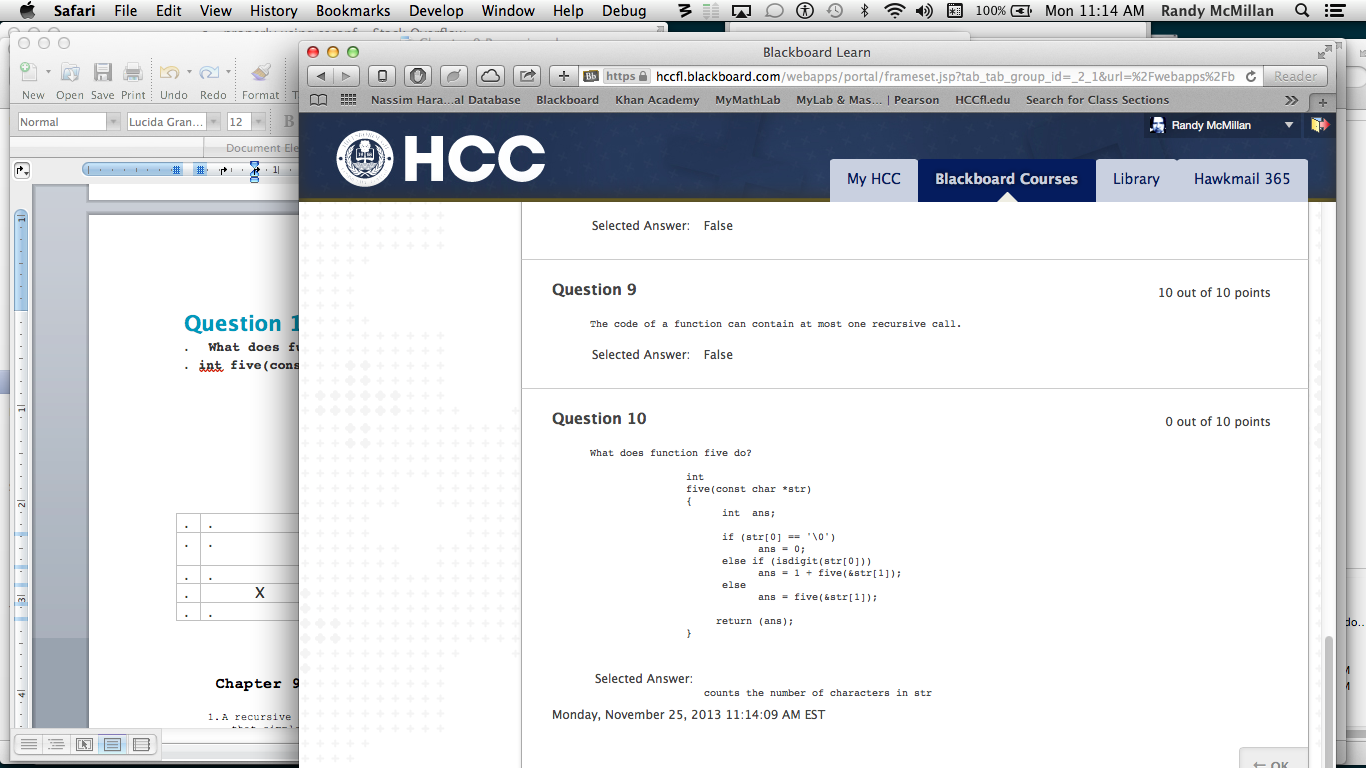 Safari File Edit View History Bookmarks Develop Window Help Debug 100% Mon 11:14 AM Randy McMillan
Blackboard Learn
New Open Save Print Undo Redo Format
Bb https hccfl.blackboard.com/webapps/portal/frameset.jsp?tab_tab_group_id=_2_1&url=%2Fwebapps%2Fb Reader
Nassim Hara...al Database Blackboard Khan Academy MyMathLab MyLab & Mas... | Pearson HCCfl.edu Search for Class Sections
Normal Lucida Gran... 12 B
Document Ele
Randy McMillan
HCC
My HCC Blackboard Courses Library Hawkmail 365
Question 1
. What does fu
. int five(cons
X
Chapter 9
1.A recursive
Selected Answer: False
Question 9
10 out of 10 points
The code of a function can contain at most one recursive call.
Selected Answer: False
Question 10
0 out of 10 points
What does function five do?
int
five(const char *str)
{
int ans;
if (str[0] == '\0')
ans = 0;
else if (isdigit(str[0]))
ans = 1 + five(&str[1]);
else
ans = five(&str[1]);
return (ans);
}
Selected Answer:
counts the number of characters in str
Monday, November 25, 2013 11:14:09 AM EST
← OK
do...